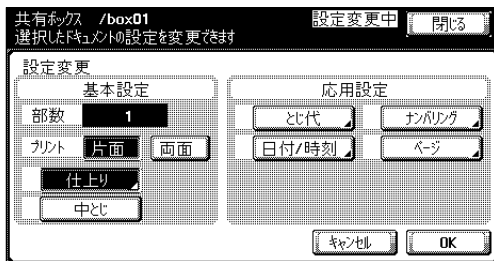 共有ボックス /box01 設定変更中 閉じる
選択したドキュメントの設定を変更できます
設定変更
基本設定 応用設定
部数 1 とじ代 ナンバリング
プリント 片面 両面 日付/時刻 ページ
仕上り
中とじ
キャンセル OK